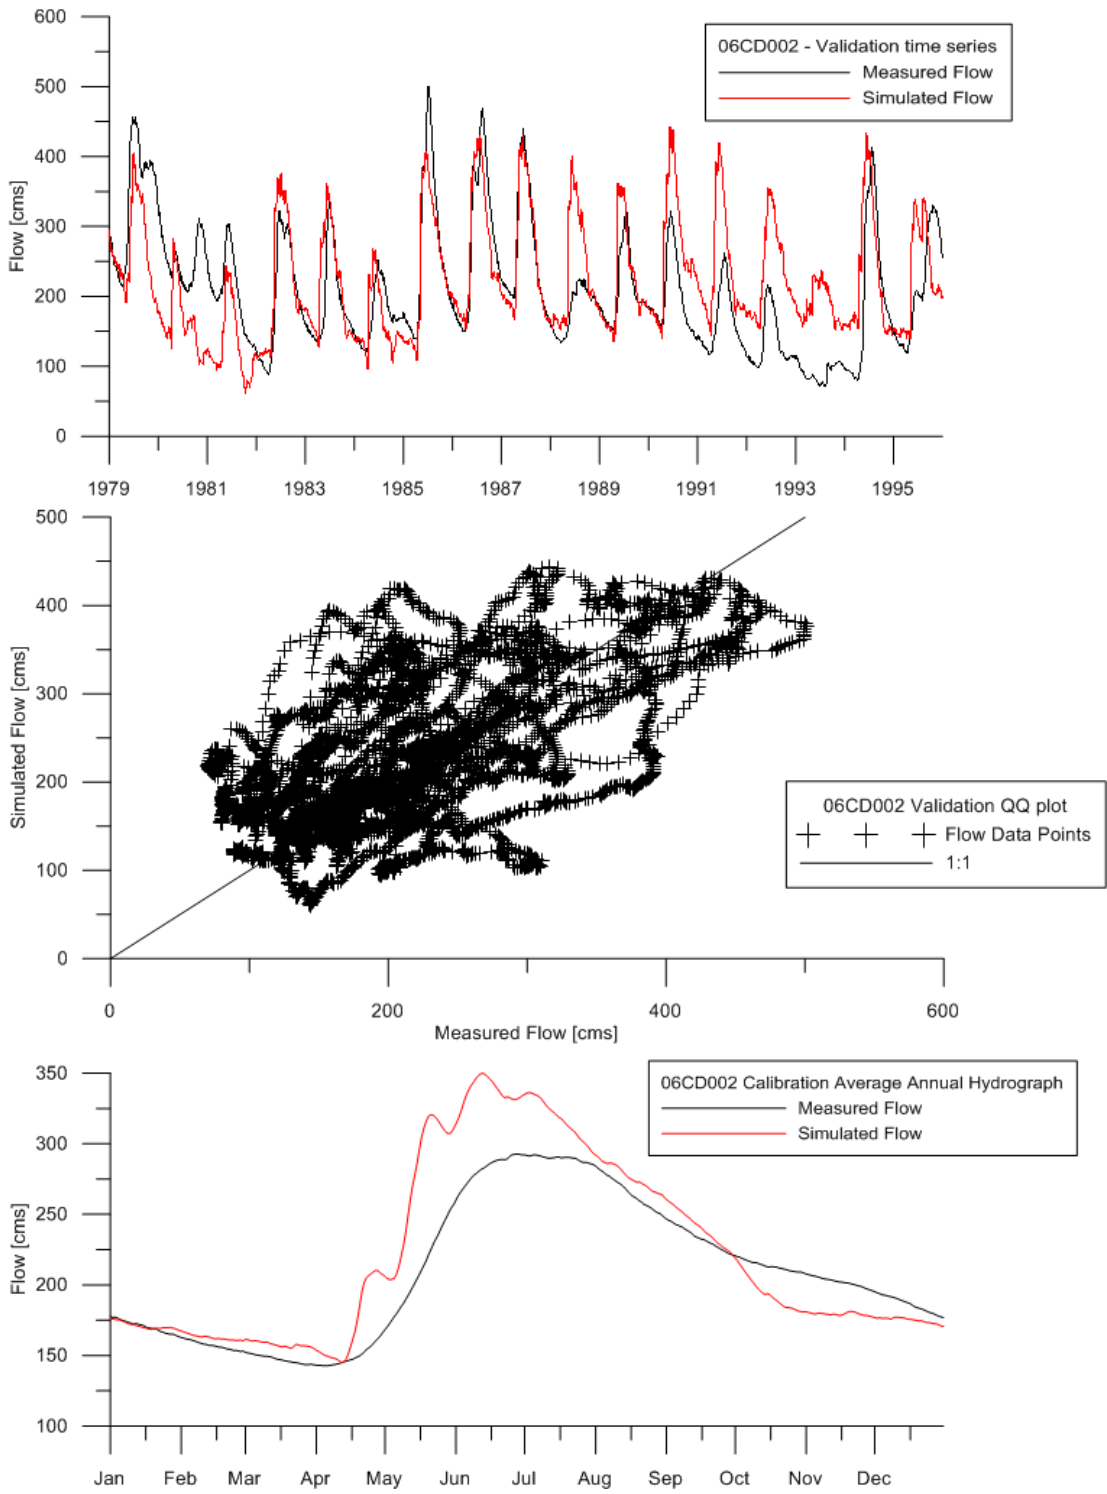 600
500
400
300
200
100
0
Flow [cms]
06CD002 - Validation time series
Measured Flow
Simulated Flow
1979 1981 1983 1985 1987 1989 1991 1993 1995
500
400
300
200
100
0
Simulated Flow [cms]
06CD002 Validation QQ plot
Flow Data Points
1:1
0 200 400 600
Measured Flow [cms]
350
300
250
200
150
100
Flow [cms]
06CD002 Calibration Average Annual Hydrograph
Measured Flow
Simulated Flow
Jan Feb Mar Apr May Jun Jul Aug Sep Oct Nov Dec